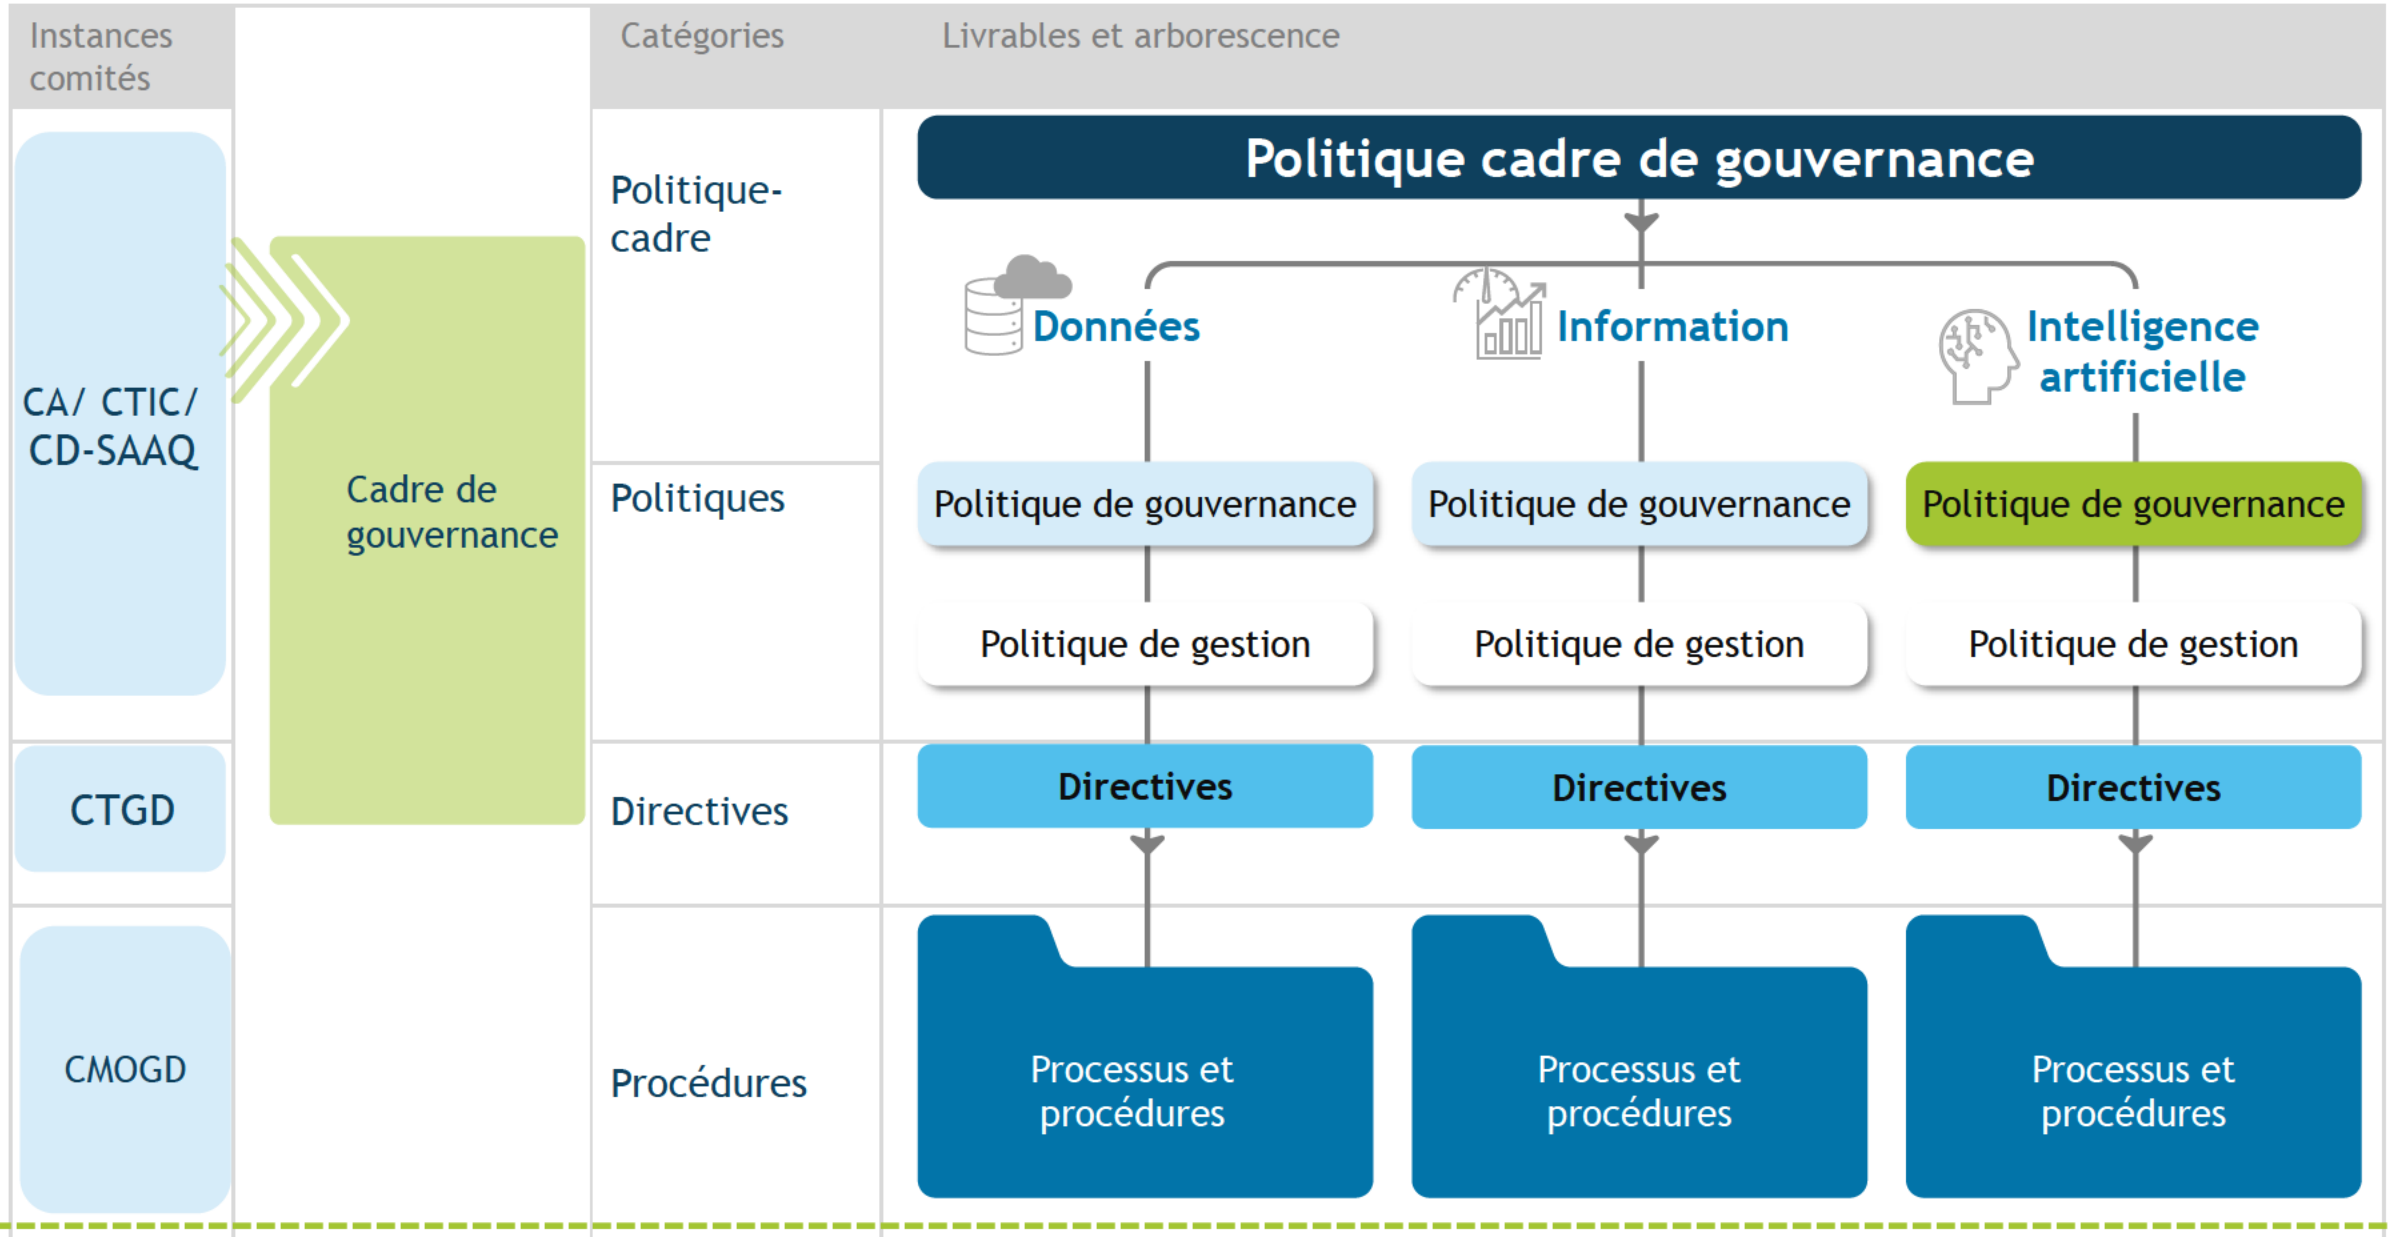 Instances
comités
Catégories
Livrables et arborescence
CA/ CTIC/
CD-SAAQ
Cadre de
gouvernance
Politique-
cadre
Politique cadre de gouvernance
Données
Information
Intelligence
artificielle
Politiques
Politique de gouvernance
Politique de gouvernance
Politique de gouvernance
Politique de gestion
Politique de gestion
Politique de gestion
CTGD
Directives
Directives
Directives
Directives
CMOGD
Procédures
Processus et
procédures
Processus et
procédures
Processus et
procédures